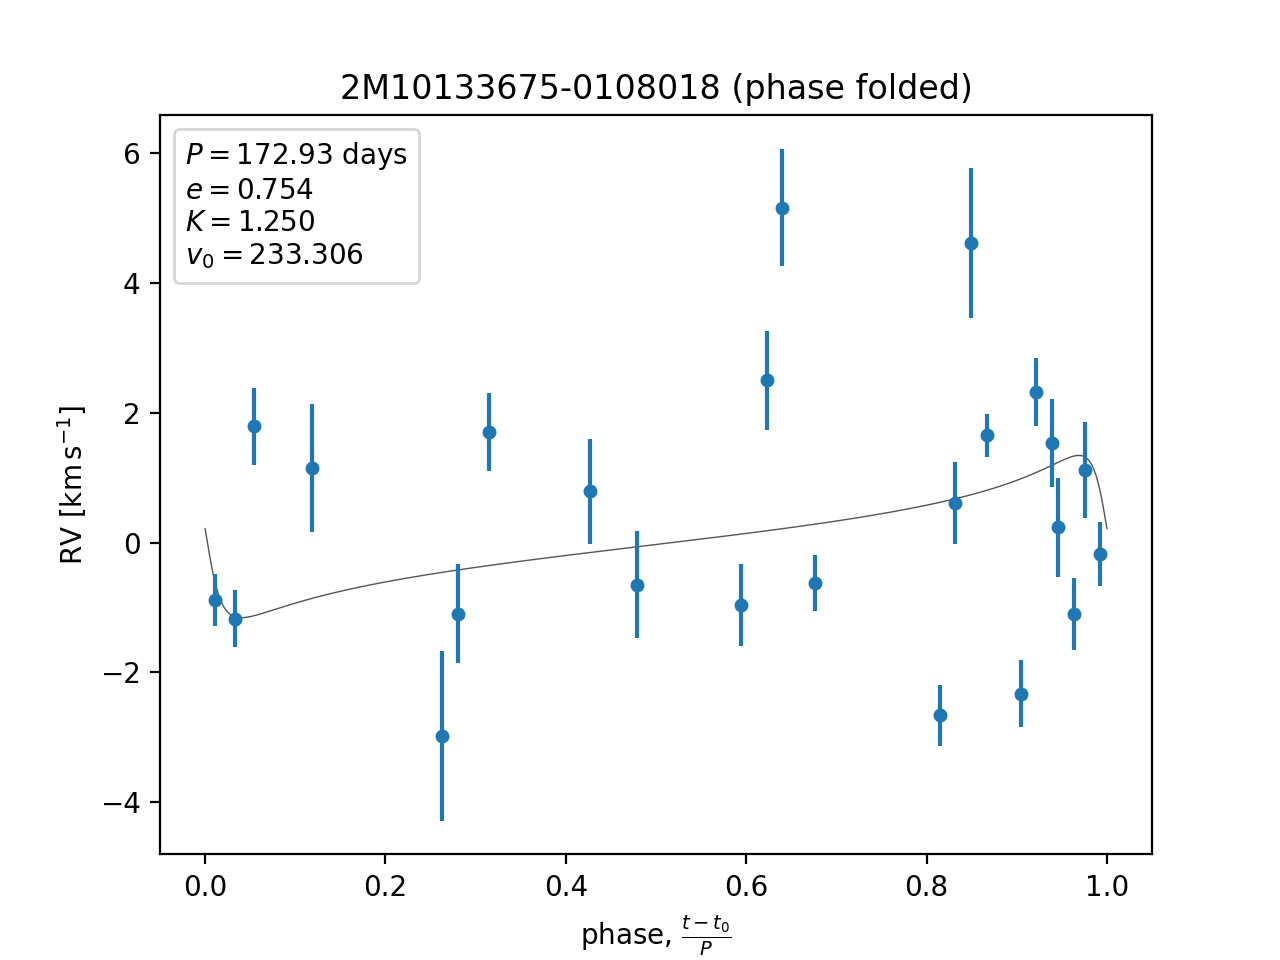 2M10133675-0108018 (phase folded)
P = 172.93 days
e = 0.754
K = 1.250
v₀ = 233.306
6
4
2
0
−2
−4
RV [km s⁻¹]
0.0 0.2 0.4 0.6 0.8 1.0
phase, (t − t₀)/P